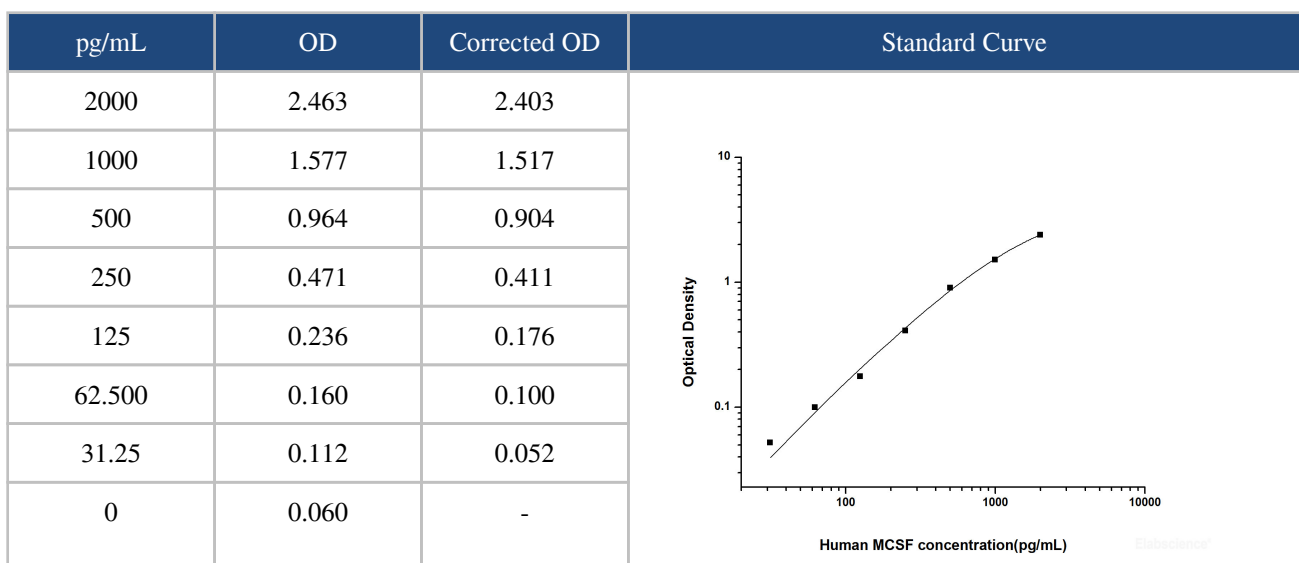 pg/mL OD Corrected OD Standard Curve
2000 2.463 2.403
1000 1.577 1.517
500 0.964 0.904
250 0.471 0.411
125 0.236 0.176
62.500 0.160 0.100
31.25 0.112 0.052
0 0.060 -
10
1
0.1
Optical Density
100 1000 10000
Human MCSF concentration(pg/mL)
Elabscience®